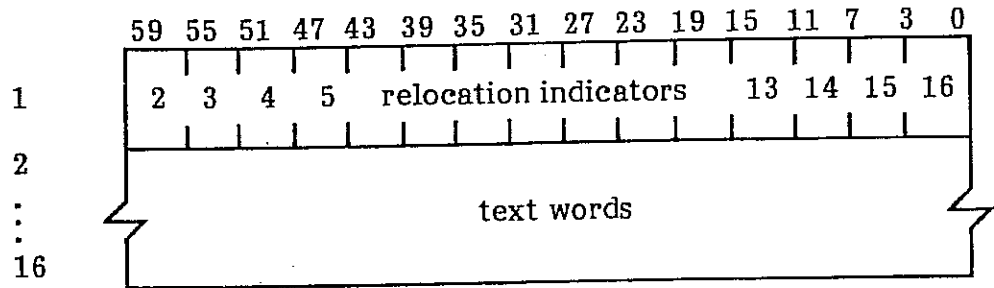 59 55 51 47 43 39 35 31 27 23 19 15 11 7 3 0
1 2 3 4 5 relocation indicators 13 14 15 16
2
text words
16